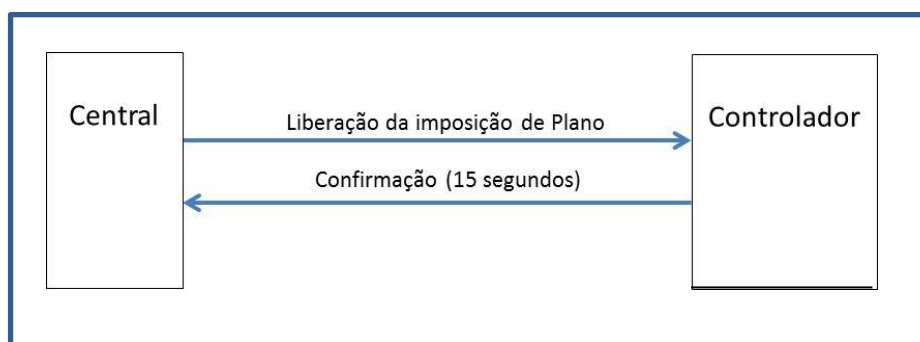 Central
Liberação da imposição de Plano
Controlador
Confirmação (15 segundos)